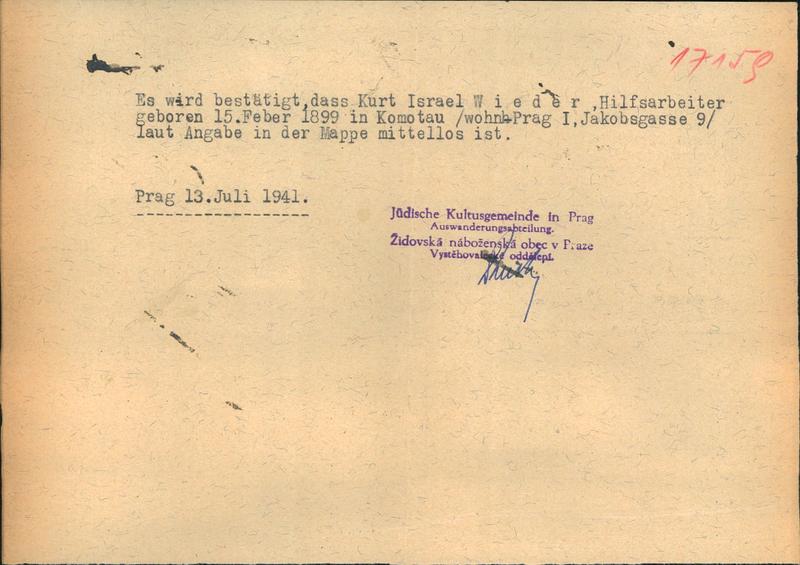 17159
Es wird bestätigt,dass Kurt Israel W i e d e r ,Hilfsarbeiter
geboren 15.Feber 1899 in Komotau /wohnh Prag I,Jakobsgasse 9/
laut Angabe in der Mappe mittellos ist.
Prag 13.Juli 1941.
Jüdische Kultusgemeinde in Prag
Auswanderungsabteilung.
Židovská náboženská obec v Praze
Vystěhovalecké oddělení.